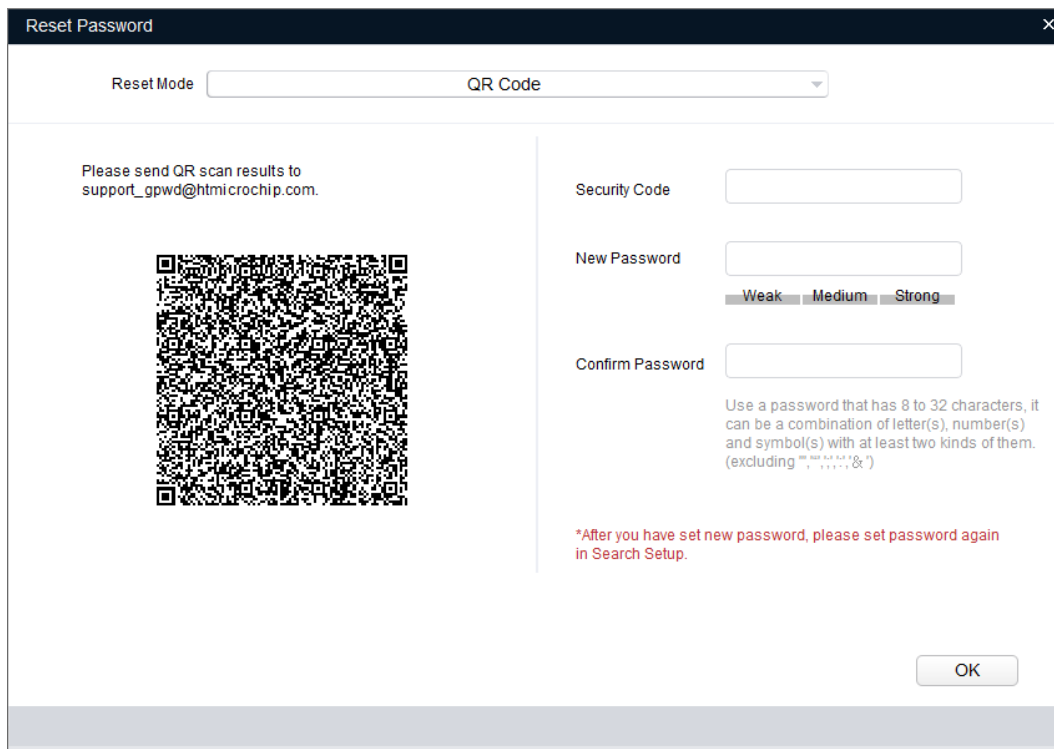 Reset Password
Reset Mode
QR Code
Please send QR scan results to
support_gpwd@htmicrochip.com.
Security Code
New Password
Weak Medium Strong
Confirm Password
Use a password that has 8 to 32 characters, it
can be a combination of letter(s), number(s)
and symbol(s) with at least two kinds of them.
(excluding '&')
*After you have set new password, please set password again
in Search Setup.
OK